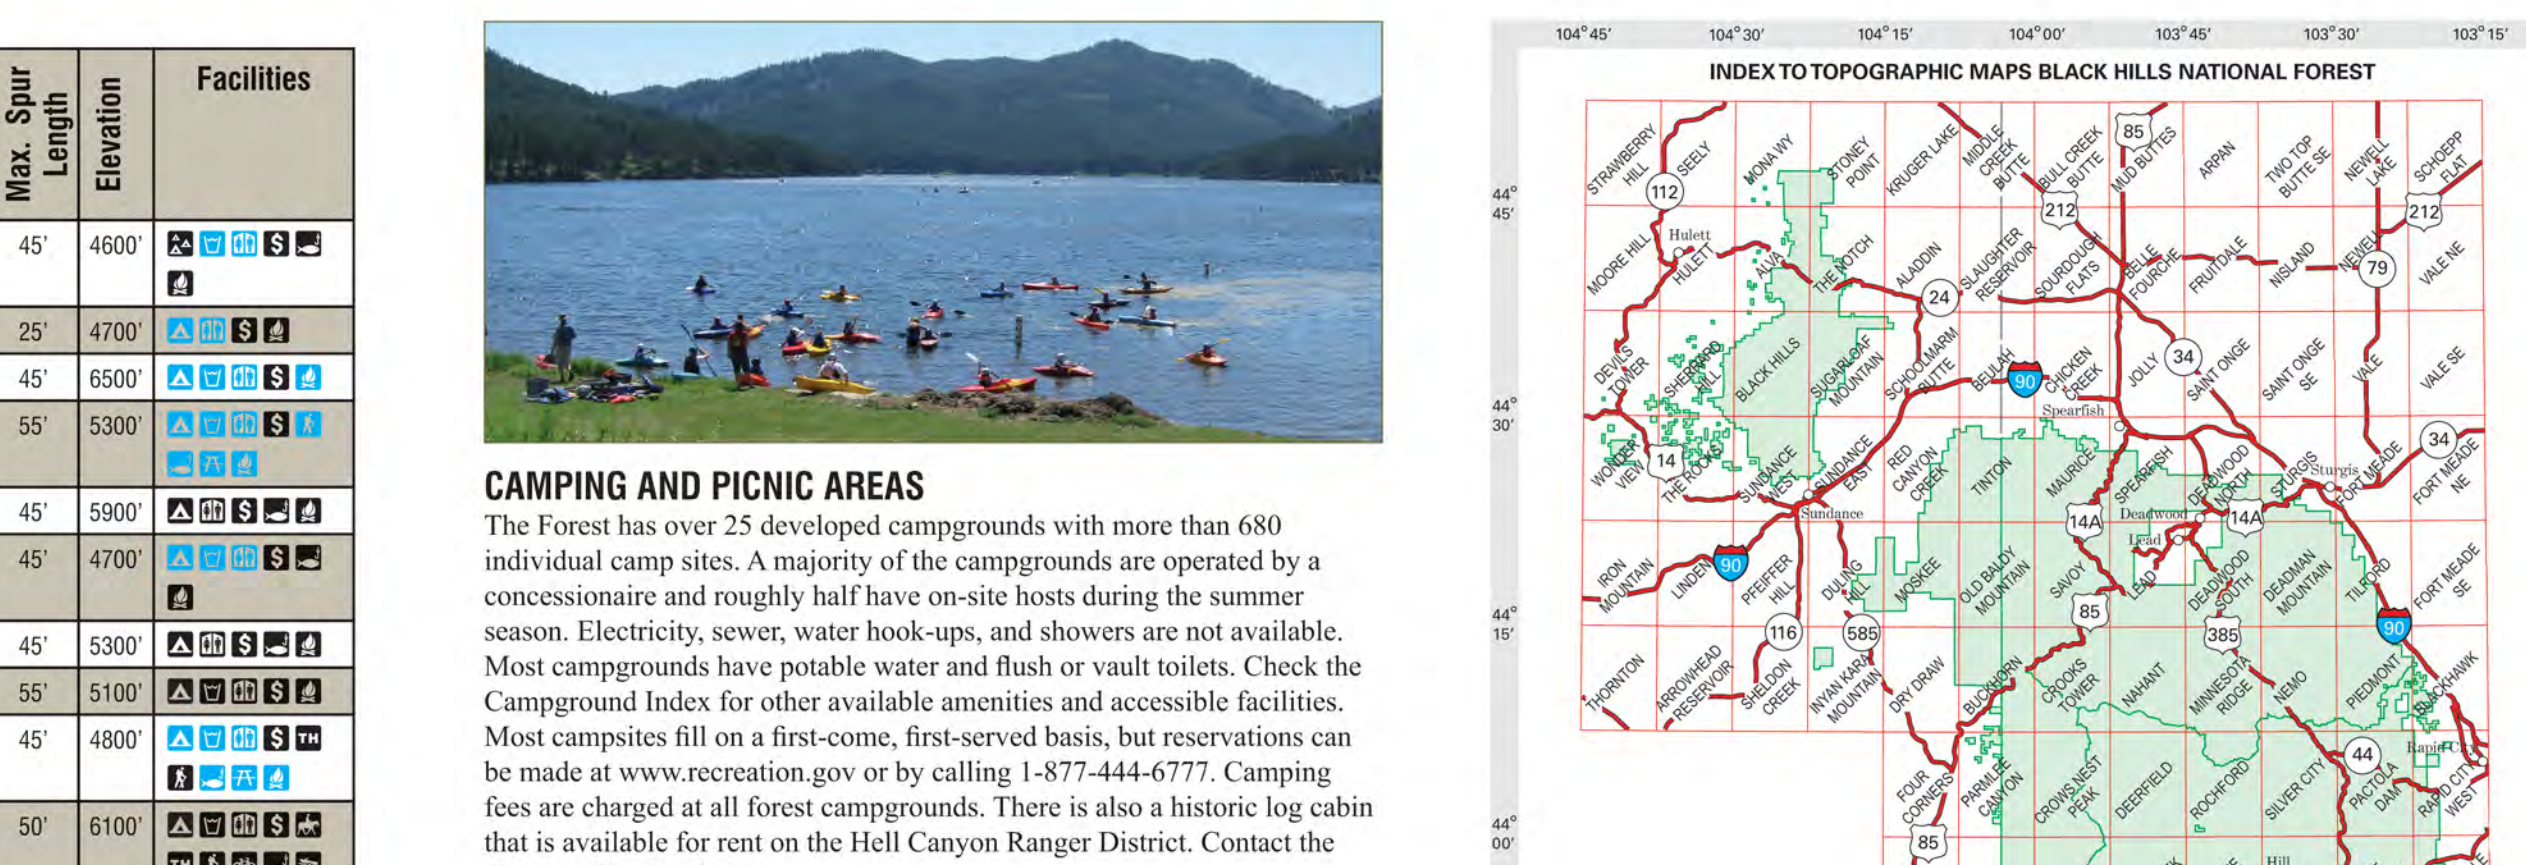 Max. Spur
Length
Elevation
Facilities
45' 4600' $
25' 4700' $
45' 6500' $
55' 5300' $
45' 5900' $
45' 4700' $
45' 5300' $
55' 5100' $
45' 4800' $ TH
50' 6100' $
TH
CAMPING AND PICNIC AREAS
The Forest has over 25 developed campgrounds with more than 680
individual camp sites. A majority of the campgrounds are operated by a
concessionaire and roughly half have on-site hosts during the summer
season. Electricity, sewer, water hook-ups, and showers are not available.
Most campgrounds have potable water and flush or vault toilets. Check the
Campground Index for other available amenities and accessible facilities.
Most campsites fill on a first-come, first-served basis, but reservations can
be made at www.recreation.gov or by calling 1-877-444-6777. Camping
fees are charged at all forest campgrounds. There is also a historic log cabin
that is available for rent on the Hell Canyon Ranger District. Contact the
104°45' 104°30' 104°15' 104°00' 103°45' 103°30' 103°15'
INDEX TO TOPOGRAPHIC MAPS BLACK HILLS NATIONAL FOREST
44°
45'
44°
30'
44°
15'
44°
00'
STRAWBERRY
HILL
SEELY
MONA WY
STONEY
POINT
KRUGER LAKE
MIDDLE
CREEK
BUTTE
BULL CREEK
BUTTE
MUD BUTTES
ARPAN
TWO TOP
BUTTE SE
NEWELL
LAKE
SCHOEPP
FLAT
85
112
212
212
MOORE HILL
Hulett
HULETT
ALVA
THE NOTCH
ALADDIN
SLAUGHTER
RESERVOIR
SOURDOUGH
FLATS
BELLE
FOURCHE
FRUITDALE
NISLAND
NEWELL
VALE NE
79
24
DEVILS
TOWER
SHERRARD
HILL
BLACK HILLS
SUGARLOAF
MOUNTAIN
SCHOOLMARM
BUTTE
BEULAH
90
CHICKEN
CREEK
JOLLY
34
SAINT ONGE
SAINT ONGE
SE
VALE
VALE SE
Spearfish
WONDER
VIEW
14
THE ROCKS
SUNDANCE
WEST
SUNDANCE
EAST
RED
CANYON
CREEK
TINTON
MAURICE
SPEARFISH
DEADWOOD
NORTH
STURGIS
Sturgis
FORT MEADE
34
FORT MEADE
NE
Sundance
14A
Deadwood
14A
Lead
IRON
MOUNTAIN
LINDEN
90
PFEIFFER
HILL
DULING
HILL
MOSKEE
OLD BALDY
MOUNTAIN
SAVOY
LEAD
DEADWOOD
SOUTH
DEADMAN
MOUNTAIN
TILFORD
FORT MEADE
SE
85
116
585
385
90
THORNTON
ARROWHEAD
RESERVOIR
SHELDON
CREEK
INYAN KARA
MOUNTAIN
DRY DRAW
BUCKHORN
CROOKS
TOWER
NAHANT
MINNESOTA
RIDGE
NEMO
PIEDMONT
BLACKHAWK
44
Rapid City
FOUR
CORNERS
PARMLEE
CANYON
CROWS NEST
PEAK
DEERFIELD
ROCHFORD
SILVER CITY
PACTOLA
DAM
RAPID CITY
WEST
85
Hill